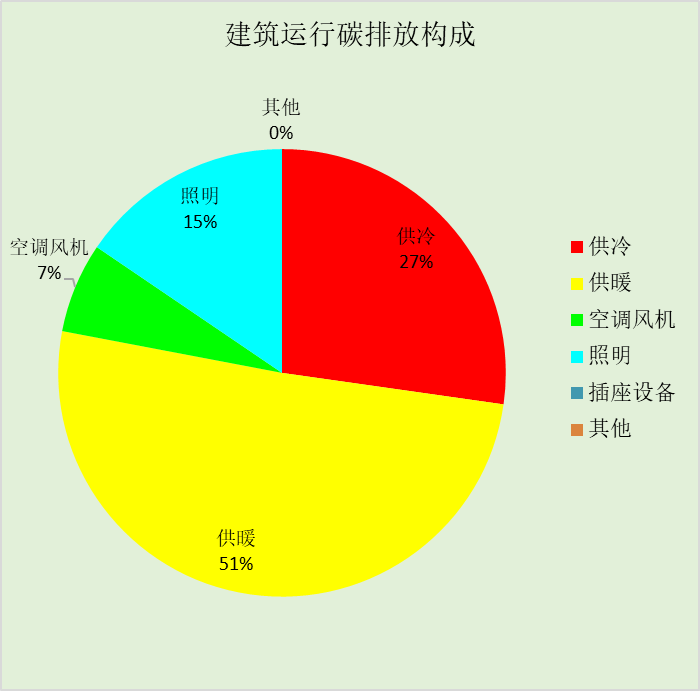 建筑运行碳排放构成
其他
0%
照明
15%
供冷
27%
空调风机
7%
供暖
51%
供冷
供暖
空调风机
照明
插座设备
其他